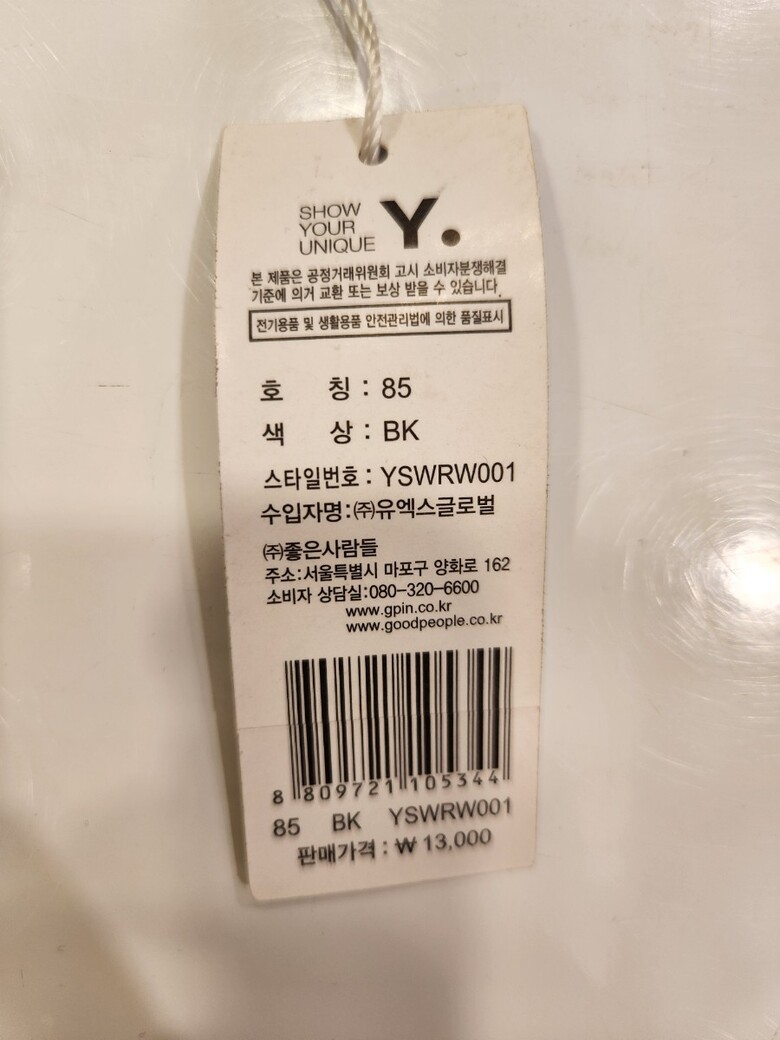 SHOW
YOUR
UNIQUE
Y.
본 제품은 공정거래위원회 고시 소비자분쟁해결
기준에 의거 교환 또는 보상 받을 수 있습니다.
전기용품 및 생활용품 안전관리법에 의한 품질표시
호 칭 : 85
색 상 : BK
스타일번호 : YSWRW001
수입자명:㈜유엑스글로벌
㈜좋은사람들
주소:서울특별시 마포구 양화로 162
소비자 상담실:080-320-6600
www.gpin.co.kr
www.goodpeople.co.kr
8 809721 105344
85 BK YSWRW001
판매가격 : ₩ 13,000